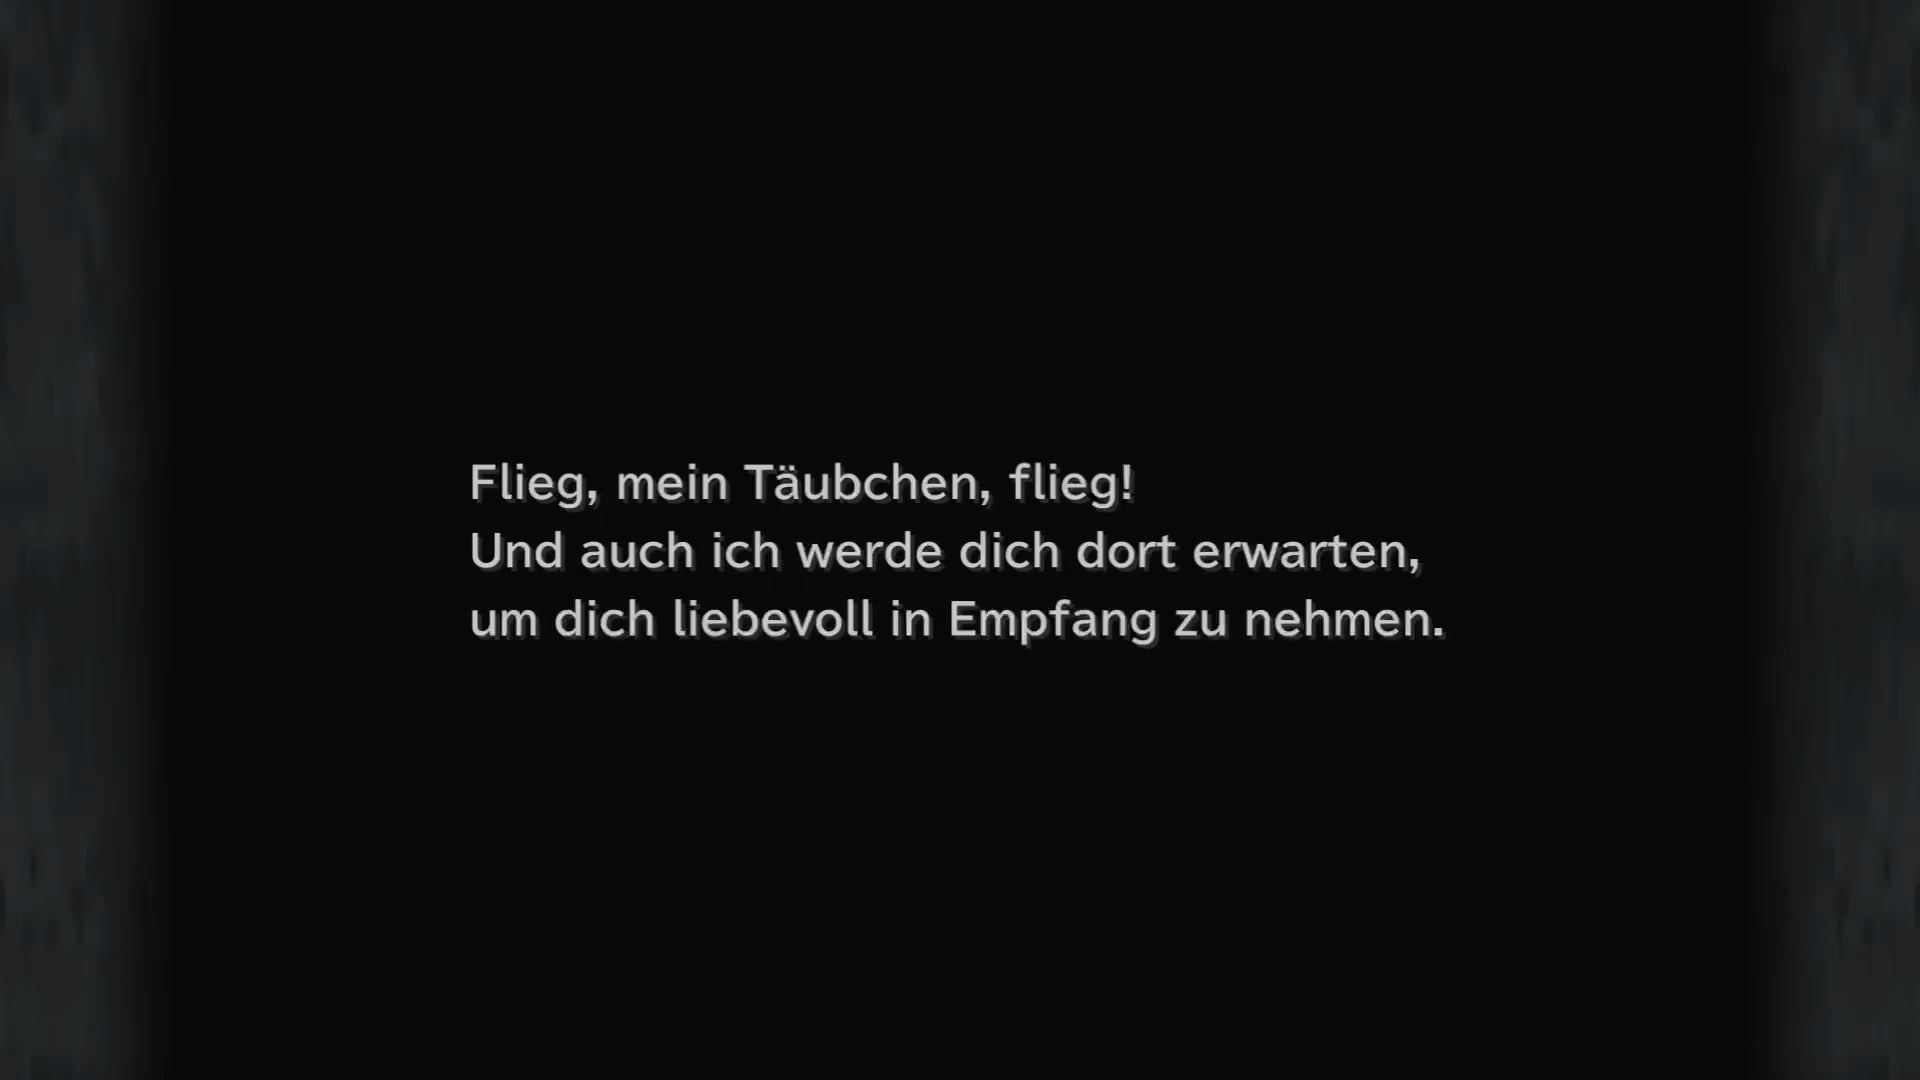 Flieg, mein Täubchen, flieg!
Und auch ich werde dich dort erwarten,
um dich liebevoll in Empfang zu nehmen.